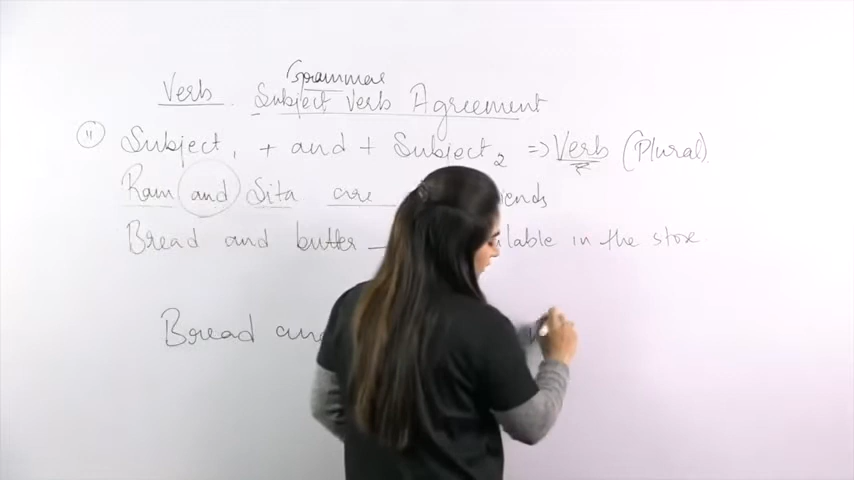 Grammar
Verb Subject Verb Agreement
11 Subject 1 + and + Subject 2 => Verb (Plural)
Ram and Sita are
Bread and butter in the store
Bread